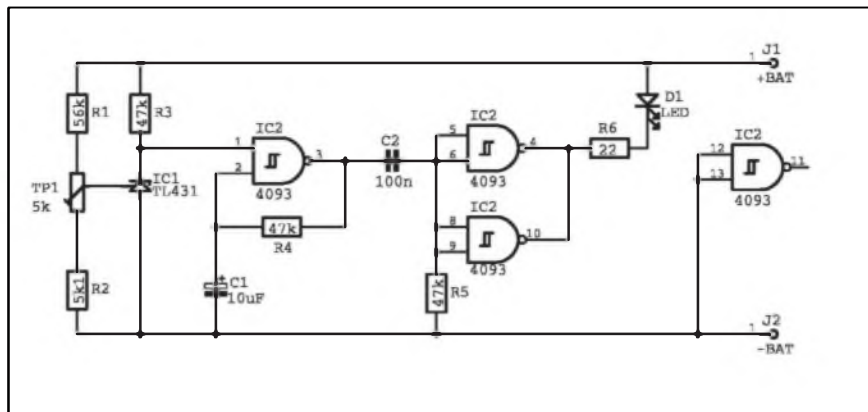 1 J1
+BAT
56k R1
47k R3
TP1
5k
5k1 R2
IC1
TL431
IC2
1
2
3
4093
47k
R4
C1
+
10uF
C2
100n
IC2
5
6
4
4093
IC2
8
9
10
4093
47k R5
R6
22
D1
LED
IC2
12
13
11
4093
1 J2
-BAT